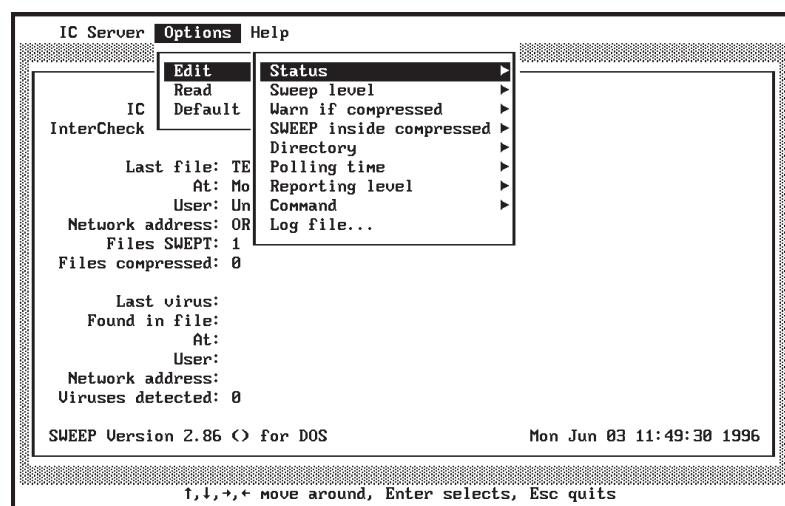 IC Server Options Help
Edit Status ▶
Read Sweep level ▶
IC Default Warn if compressed ▶
InterCheck SWEEP inside compressed ▶
Directory ▶
Last file: TE Polling time ▶
At: Mo Reporting level ▶
User: Un Command ▶
Network address: OR Log file...
Files SWEPT: 1
Files compressed: 0
Last virus:
Found in file:
At:
User:
Network address:
Viruses detected: 0
SWEEP Version 2.86 () for DOS Mon Jun 03 11:49:30 1996
↑,↓,→,← move around, Enter selects, Esc quits